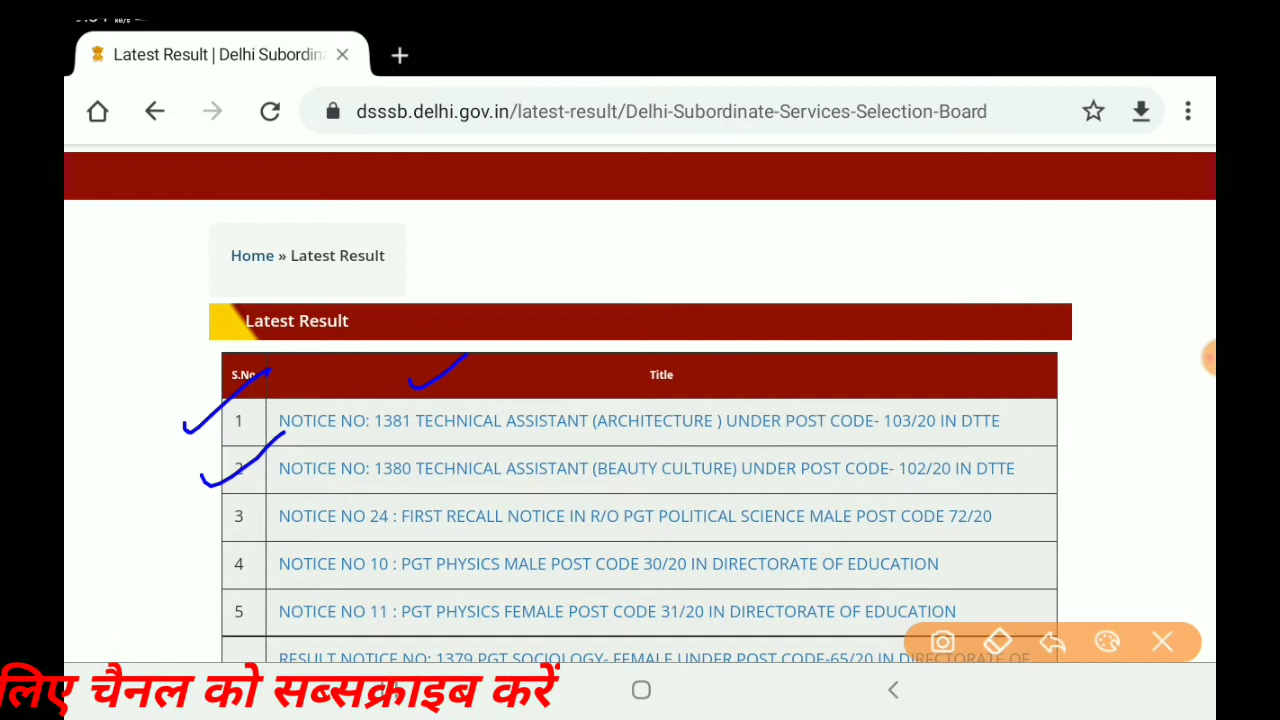 KB/S
Latest Result | Delhi Subordin
dsssb.delhi.gov.in/latest-result/Delhi-Subordinate-Services-Selection-Board
Home » Latest Result
Latest Result
S.No Title
1 NOTICE NO: 1381 TECHNICAL ASSISTANT (ARCHITECTURE ) UNDER POST CODE- 103/20 IN DTTE
2 NOTICE NO: 1380 TECHNICAL ASSISTANT (BEAUTY CULTURE) UNDER POST CODE- 102/20 IN DTTE
3 NOTICE NO 24 : FIRST RECALL NOTICE IN R/O PGT POLITICAL SCIENCE MALE POST CODE 72/20
4 NOTICE NO 10 : PGT PHYSICS MALE POST CODE 30/20 IN DIRECTORATE OF EDUCATION
5 NOTICE NO 11 : PGT PHYSICS FEMALE POST CODE 31/20 IN DIRECTORATE OF EDUCATION
RESULT NOTICE NO: 1379 PGT SOCIOLOGY- FEMALE UNDER POST CODE-65/20 IN DIRECTORATE OF
लिए चैनल को सब्सक्राइब करें